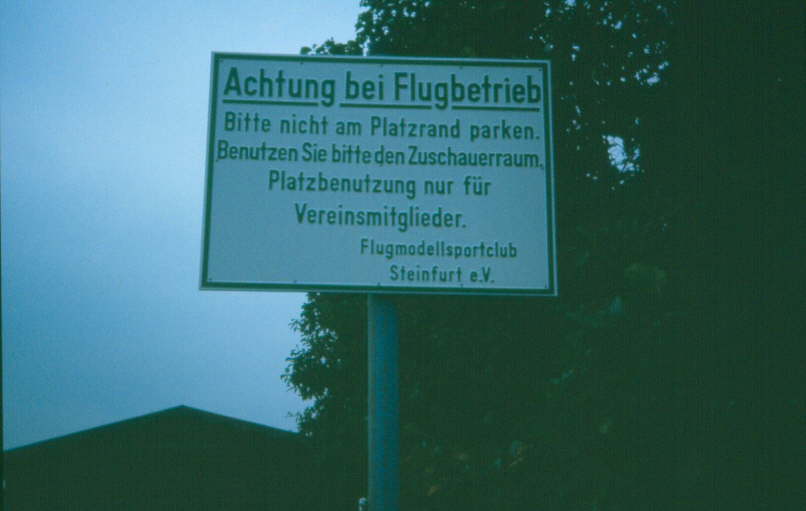 Achtung bei Flugbetrieb
Bitte nicht am Platzrand parken.
Benutzen Sie bitte den Zuschauerraum.
Platzbenutzung nur für
Vereinsmitglieder.
Flugmodellsportclub
Steinfurt e.V.